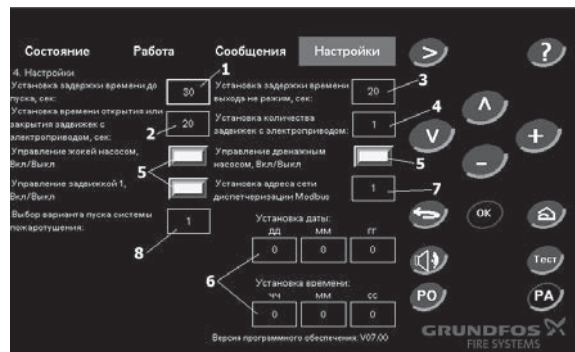 Состояние Работа Сообщения Настройки > ?
4. Настройки 1
Установка задержки времени до пуска, сек: 30
Установка задержки времени выхода не режим, сек: 20 3
Установка времени открытия или закрытия задвижек с электроприводом, сек: 20 2
Установка количества задвижек с электроприводом: 1 4
Управление жокей насосом, Вкл/Выкл 5
Управление дренажным насосом, Вкл/Выкл 5
Управление задвижкой 1, Вкл/Выкл
Установка адреса сети диспетчеризации Modbus 1 7
Выбор варианта пуска системы пожаротушения: 1 8
Установка даты:
дд мм гг
0 0 0
6
Установка времени:
чч мм сс
0 0 0
Версия программного обеспечения: V07.00
Λ
V +
−
OK
Тест
PO PA
GRUNDFOS
FIRE SYSTEMS